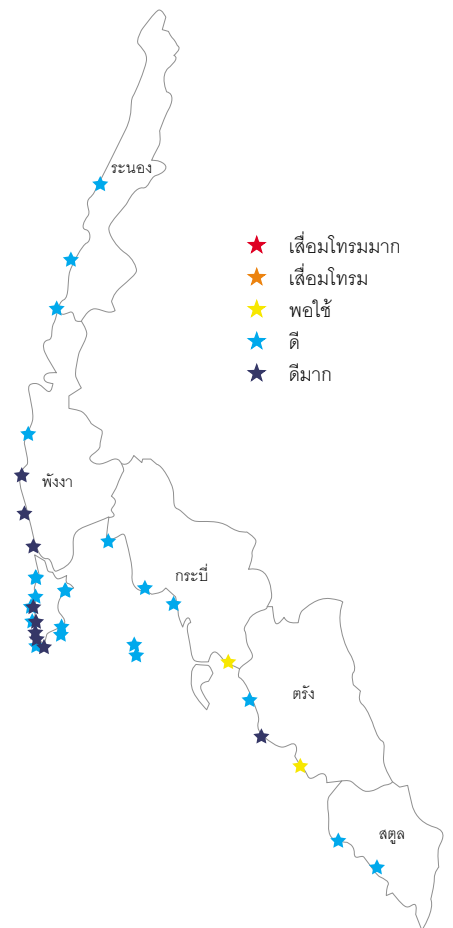 ระนอง
เสื่อมโทรมมาก
เสื่อมโทรม
พอใช้
ดี
ดีมาก
พังงา
กระบี่
ตรัง
สตูล